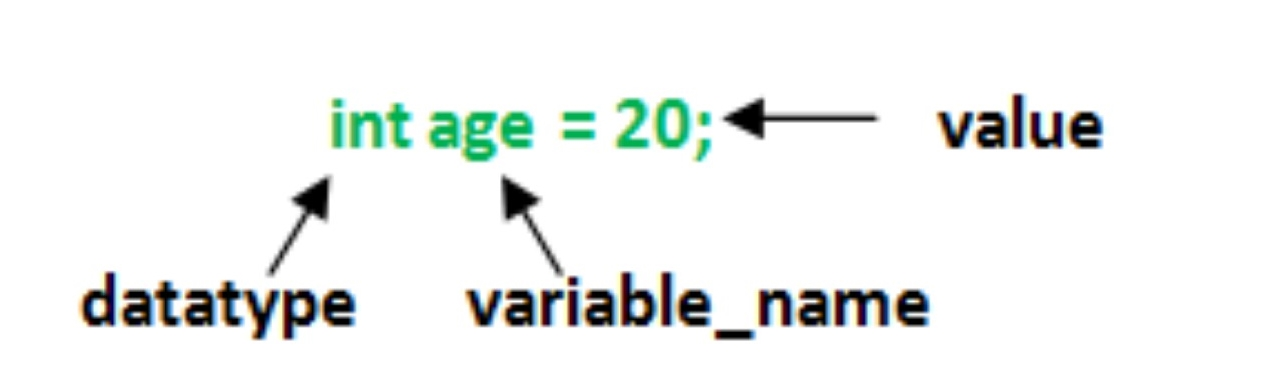 int age = 20; value
datatype variable_name